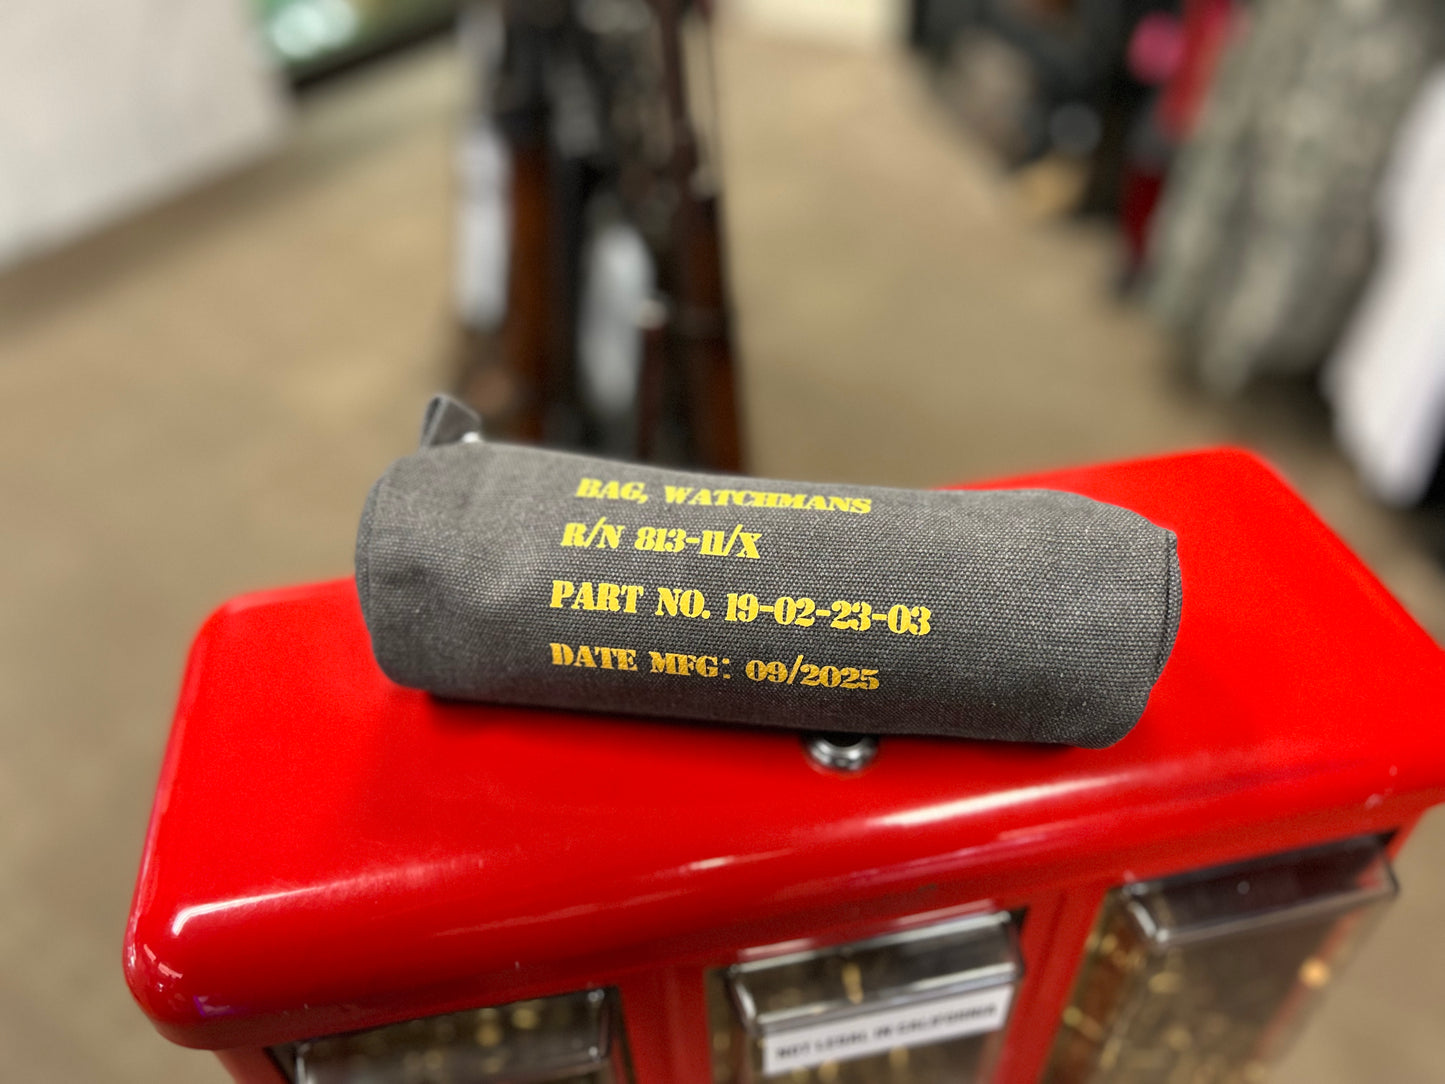 BAG, WATCHMANS
R/N 813-11/X
PART NO. 19-02-23-03
DATE MFG: 09/2025
NOT LEGAL IN CALIFORNIA